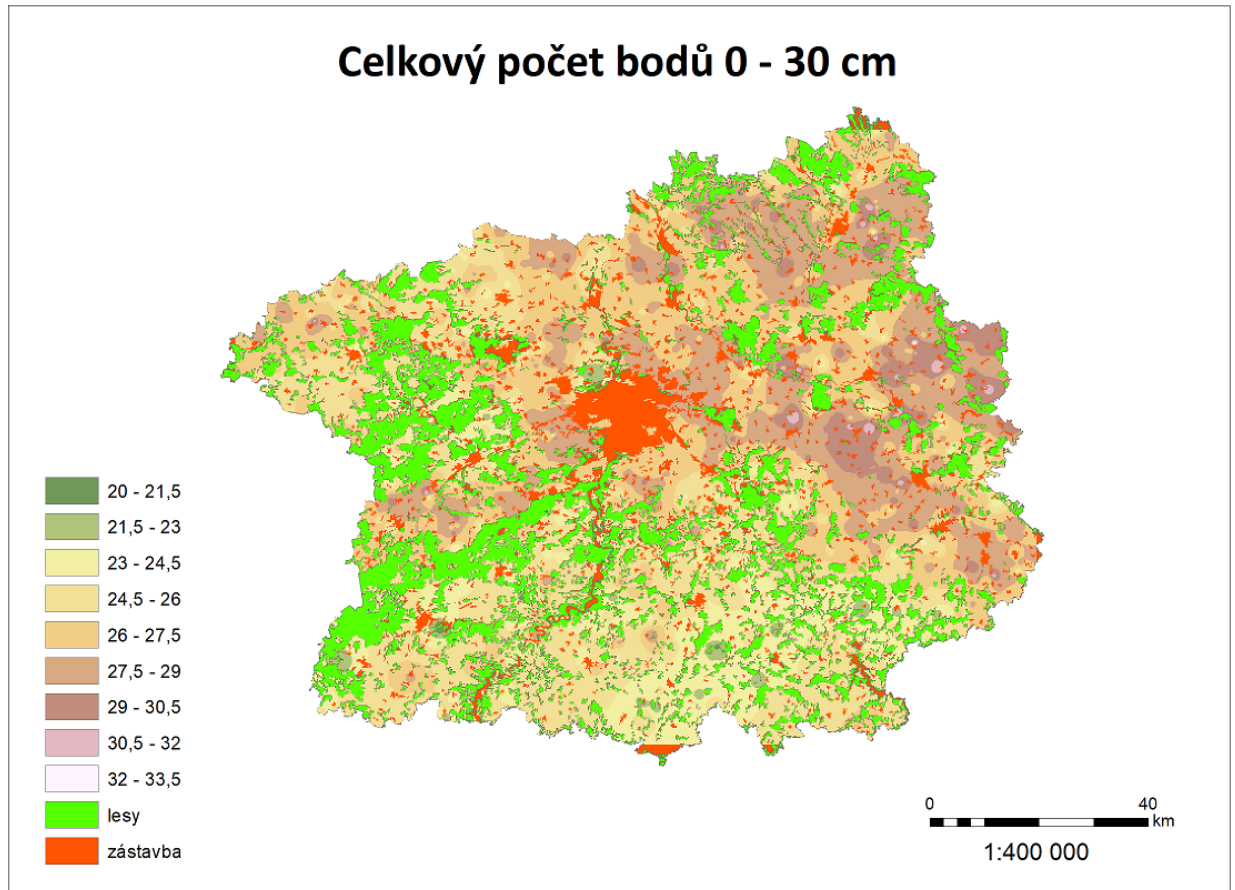 Celkový počet bodů 0 - 30 cm
20 - 21,5
21,5 - 23
23 - 24,5
24,5 - 26
26 - 27,5
27,5 - 29
29 - 30,5
30,5 - 32
32 - 33,5
lesy
zástavba
0 40
km
1:400 000